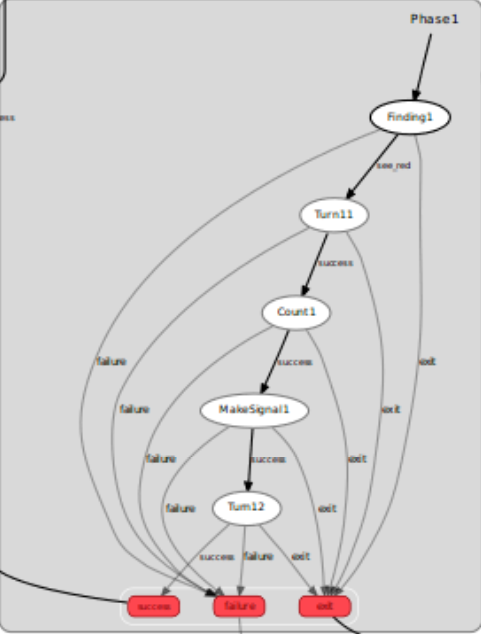 Phase1
ess
Finding1
see_red
Turn11
success
Count1
failure
success
exit
failure
MakeSignal1
exit
failure
success
exit
failure
Turn12
exit
success
failure
exit
success
failure
exit